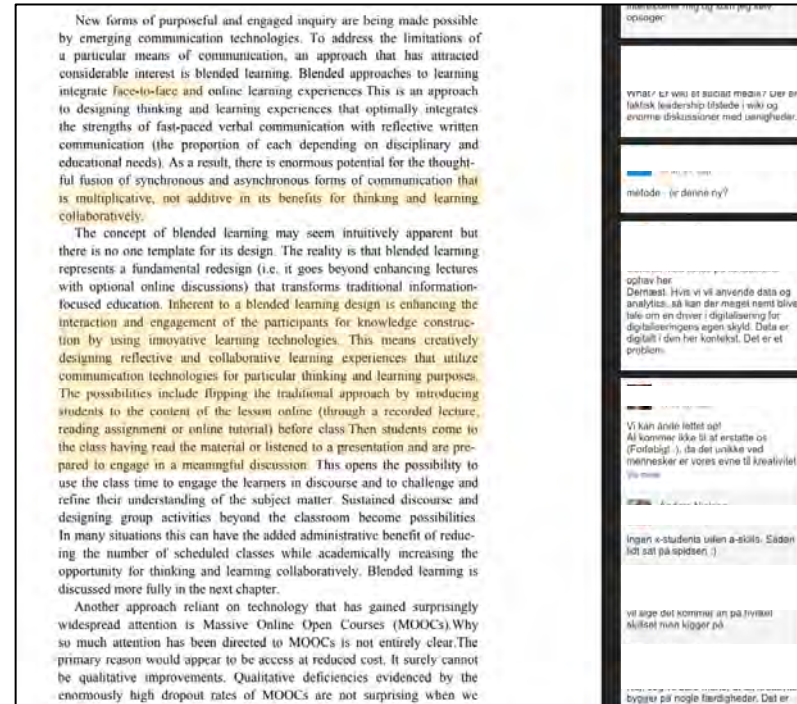 New forms of purposeful and engaged inquiry are being made possible
by emerging communication technologies. To address the limitations of
a particular means of communication, an approach that has attracted
considerable interest is blended learning. Blended approaches to learning
integrate face-to-face and online learning experiences.This is an approach
to designing thinking and learning experiences that optimally integrates
the strengths of fast-paced verbal communication with reflective written
communication (the proportion of each depending on disciplinary and
educational needs). As a result, there is enormous potential for the thought-
ful fusion of synchronous and asynchronous forms of communication that
is multiplicative, not additive in its benefits for thinking and learning
collaboratively.
The concept of blended learning may seem intuitively apparent but
there is no one template for its design. The reality is that blended learning
represents a fundamental redesign (i.e. it goes beyond enhancing lectures
with optional online discussions) that transforms traditional information-
focused education. Inherent to a blended learning design is enhancing the
interaction and engagement of the participants for knowledge construc-
tion by using innovative learning technologies. This means creatively
designing reflective and collaborative learning experiences that utilize
communication technologies for particular thinking and learning purposes.
The possibilities include flipping the traditional approach by introducing
students to the content of the lesson online (through a recorded lecture,
reading assignment or online tutorial) before class.Then students come to
the class having read the material or listened to a presentation and are pre-
pared to engage in a meaningful discussion. This opens the possibility to
use the class time to engage the learners in discourse and to challenge and
refine their understanding of the subject matter. Sustained discourse and
designing group activities beyond the classroom become possibilities.
In many situations this can have the added administrative benefit of reduc-
ing the number of scheduled classes while academically increasing the
opportunity for thinking and learning collaboratively. Blended learning is
discussed more fully in the next chapter.
Another approach reliant on technology that has gained surprisingly
widespread attention is Massive Online Open Courses (MOOCs).Why
so much attention has been directed to MOOCs is not entirely clear.The
primary reason would appear to be access at reduced cost. It surely cannot
be qualitative improvements. Qualitative deficiencies evidenced by the
enormously high dropout rates of MOOCs are not surprising when we
opsøger
What? Er wiki et social media? Der er
faktisk leadership tilstede i wiki og
enorme diskussioner med uenigheder.
metode - er denne ny?
ophav her.
Dernæst. Hvis vi vil anvende data og
analytics, så kan der meget nemt blive
tale om en driver i digitalisering for
digitaliseringens egen skyld. Data er
digitalt i den her kontekst. Det er et
problem.
Vi kan ånde lettet op!
AI kommer ikke til at erstatte os
(Forløbigt :), da det unikke ved
mennesker er vores evne til kreativitet
Vis mere
Ingen x-students uden a-skills. Sådan
lidt sat på spidsen :)
vil sige det kommer an på hvilket
skillset man kigger på
bygger på nogle færdigheder. Det er